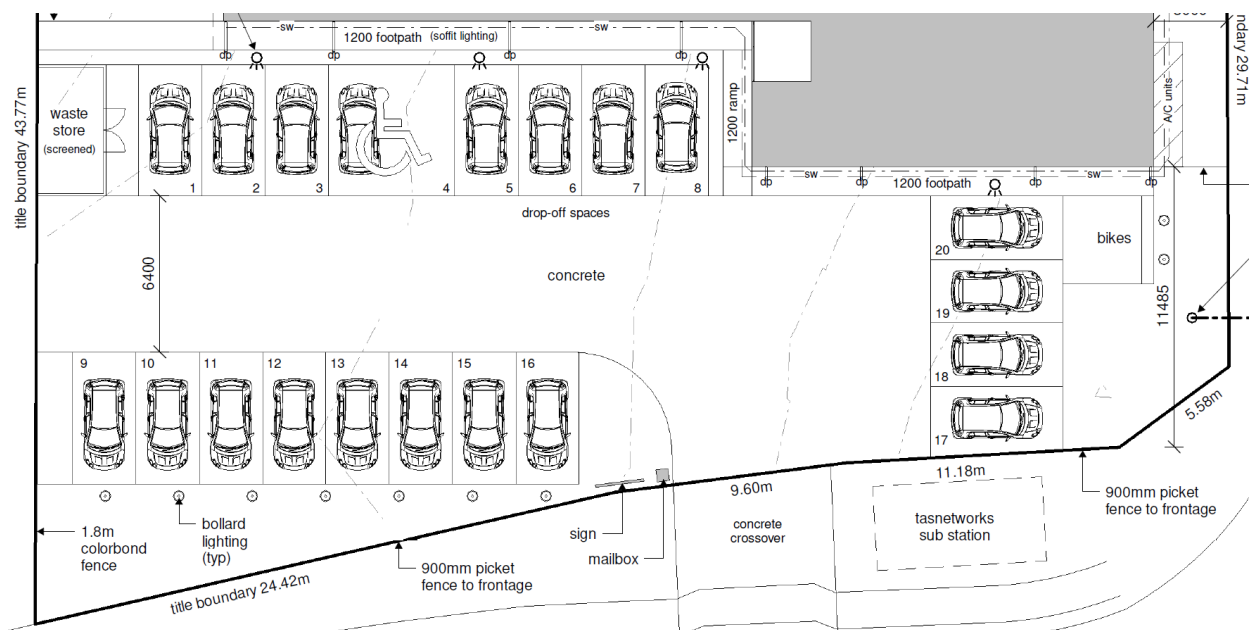 sw
sw
1200 footpath (soffit lighting)
dp
dp
dp
dp
title boundary 43.77m
waste
store
(screened)
1200 ramp
A/C units
ndary 29.71m
1
2
3
4
5
6
7
8
dp
sw
dp
1200 footpath
dp
sw
dp
drop-off spaces
6400
concrete
20
19
18
17
bikes
11485
9
10
11
12
13
14
15
16
5.58m
11.18m
9.60m
1.8m
colorbond
fence
bollard
lighting
(typ)
sign
mailbox
concrete
crossover
tasnetworks
sub station
900mm picket
fence to frontage
900mm picket
fence to frontage
title boundary 24.42m